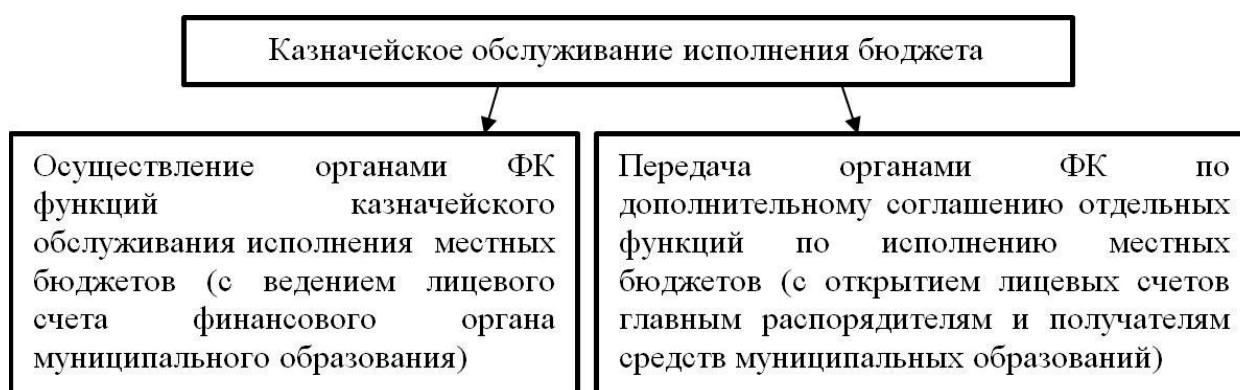 Казначейское обслуживание исполнения бюджета
Осуществление органами ФК
функций казначейского
обслуживания исполнения местных
бюджетов (с ведением лицевого
счета финансового органа
муниципального образования)
Передача органами ФК по
дополнительному соглашению отдельных
функций по исполнению местных
бюджетов (с открытием лицевых счетов
главным распорядителям и получателям
средств муниципальных образований)